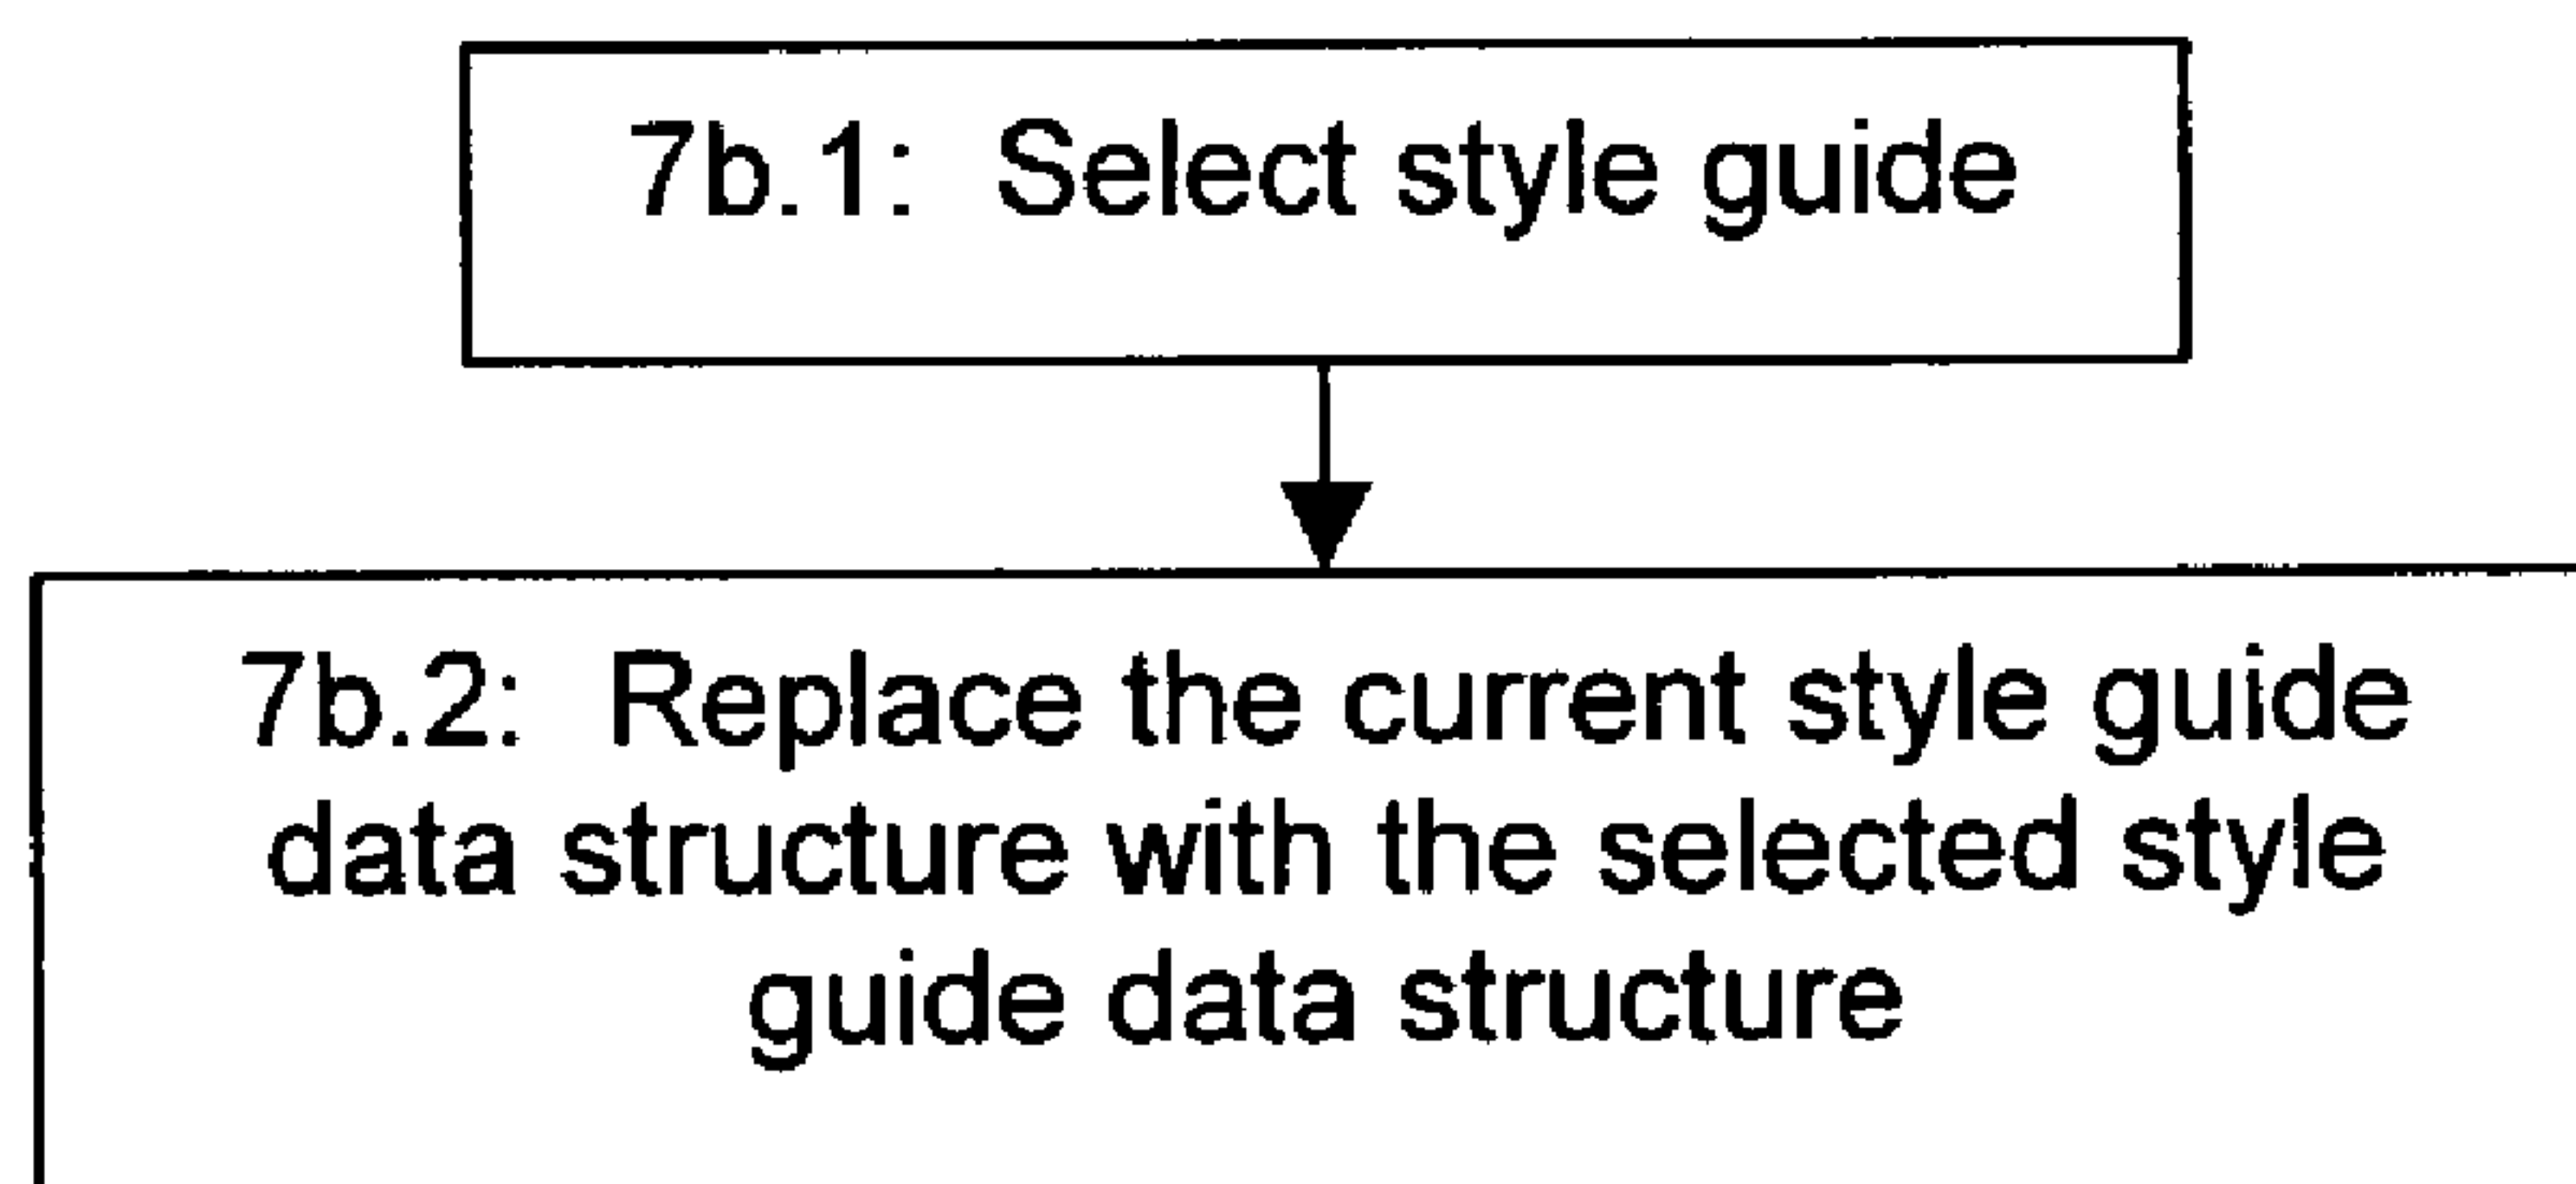 7b.1: Select style guide
7b.2: Replace the current style guide
data structure with the selected style
guide data structure